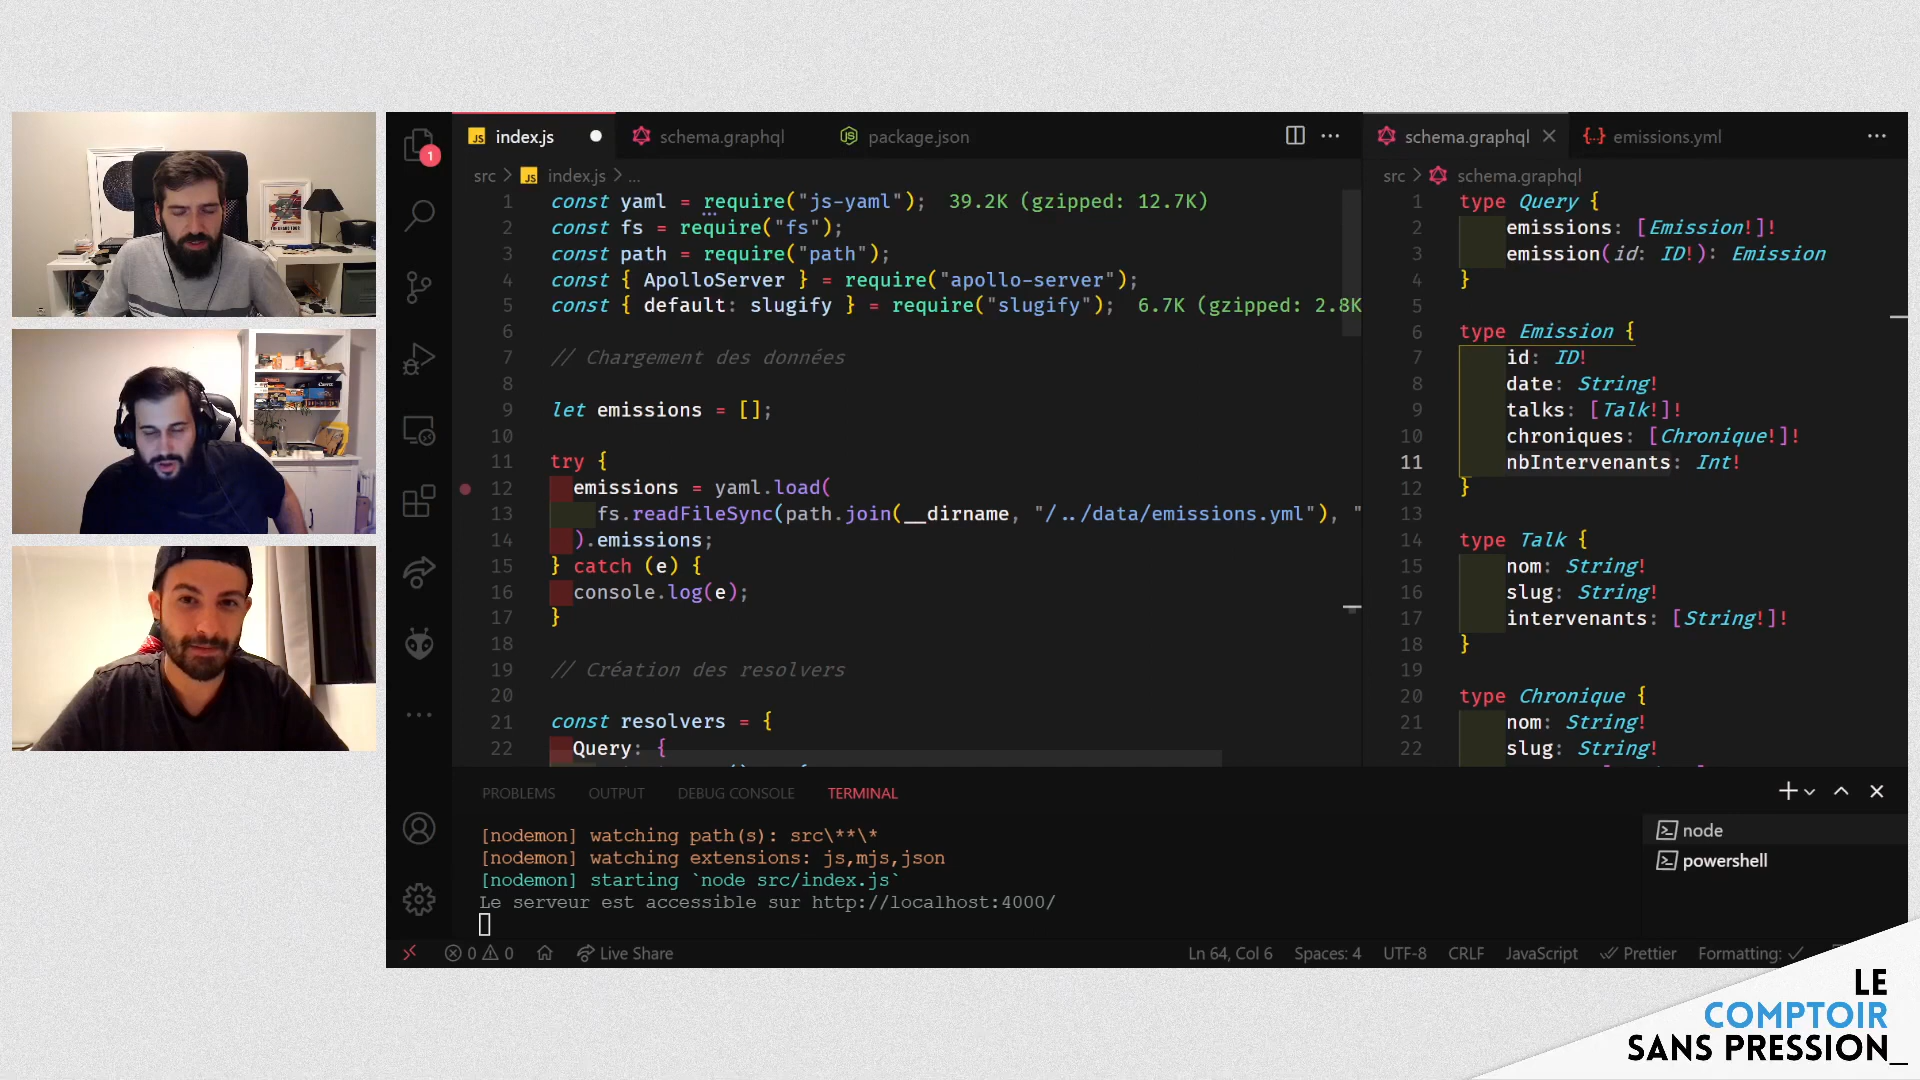 index.js
schema.graphql
package.json
src > index.js > ...
1 const yaml = require("js-yaml"); 39.2K (gzipped: 12.7K)
2 const fs = require("fs");
3 const path = require("path");
4 const { ApolloServer } = require("apollo-server");
5 const { default: slugify } = require("slugify"); 6.7K (gzipped: 2.8K
6
7 // Chargement des données
8
9 let emissions = [];
10
11 try {
12 emissions = yaml.load(
13 fs.readFileSync(path.join(__dirname, "/../data/emissions.yml"), "
14 ).emissions;
15 } catch (e) {
16 console.log(e);
17 }
18
19 // Création des resolvers
20
21 const resolvers = {
22 Query: {
schema.graphql
emissions.yml
src > schema.graphql
1 type Query {
2 emissions: [Emission!]!
3 emission(id: ID!): Emission
4 }
5
6 type Emission {
7 id: ID!
8 date: String!
9 talks: [Talk!]!
10 chroniques: [Chronique!]!
11 nbIntervenants: Int!
12 }
13
14 type Talk {
15 nom: String!
16 slug: String!
17 intervenants: [String!]!
18 }
19
20 type Chronique {
21 nom: String!
22 slug: String!
1
PROBLEMS OUTPUT DEBUG CONSOLE TERMINAL
[nodemon] watching path(s): src\**\*
[nodemon] watching extensions: js,mjs,json
[nodemon] starting `node src/index.js`
Le serveur est accessible sur http://localhost:4000/
node
powershell
0 0 Live Share Ln 64, Col 6 Spaces: 4 UTF-8 CRLF JavaScript Prettier Formatting: ✓
LE
COMPTOIR
SANS PRESSION_